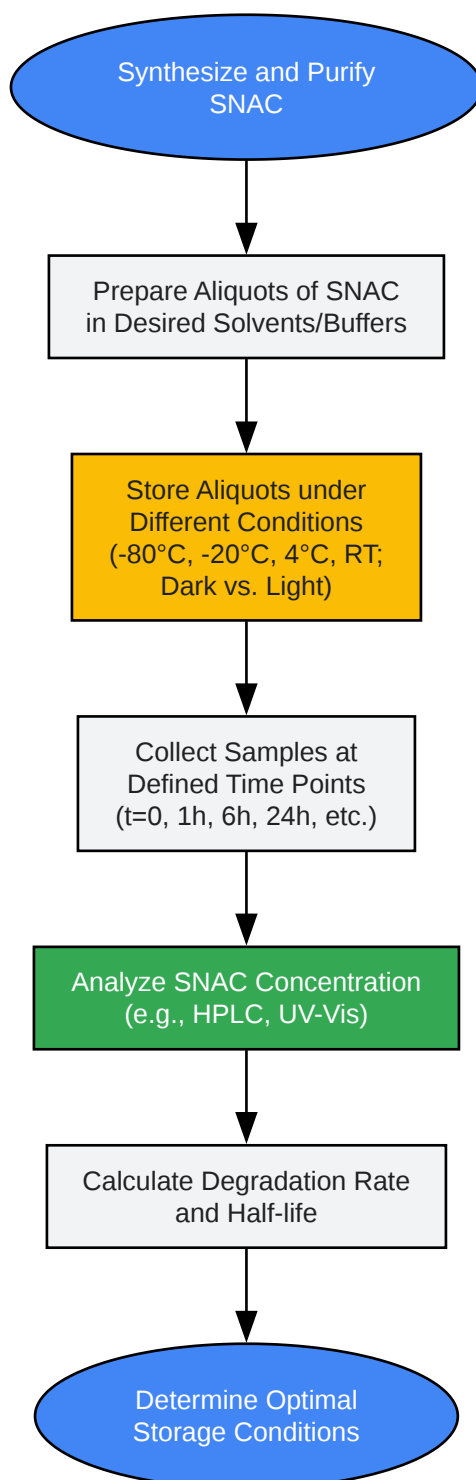 Synthesize and Purify
SNAC
Prepare Aliquots of SNAC
in Desired Solvents/Buffers
Store Aliquots under
Different Conditions
(-80°C, -20°C, 4°C, RT;
Dark vs. Light)
Collect Samples at
Defined Time Points
(t=0, 1h, 6h, 24h, etc.)
Analyze SNAC Concentration
(e.g., HPLC, UV-Vis)
Calculate Degradation Rate
and Half-life
Determine Optimal
Storage Conditions